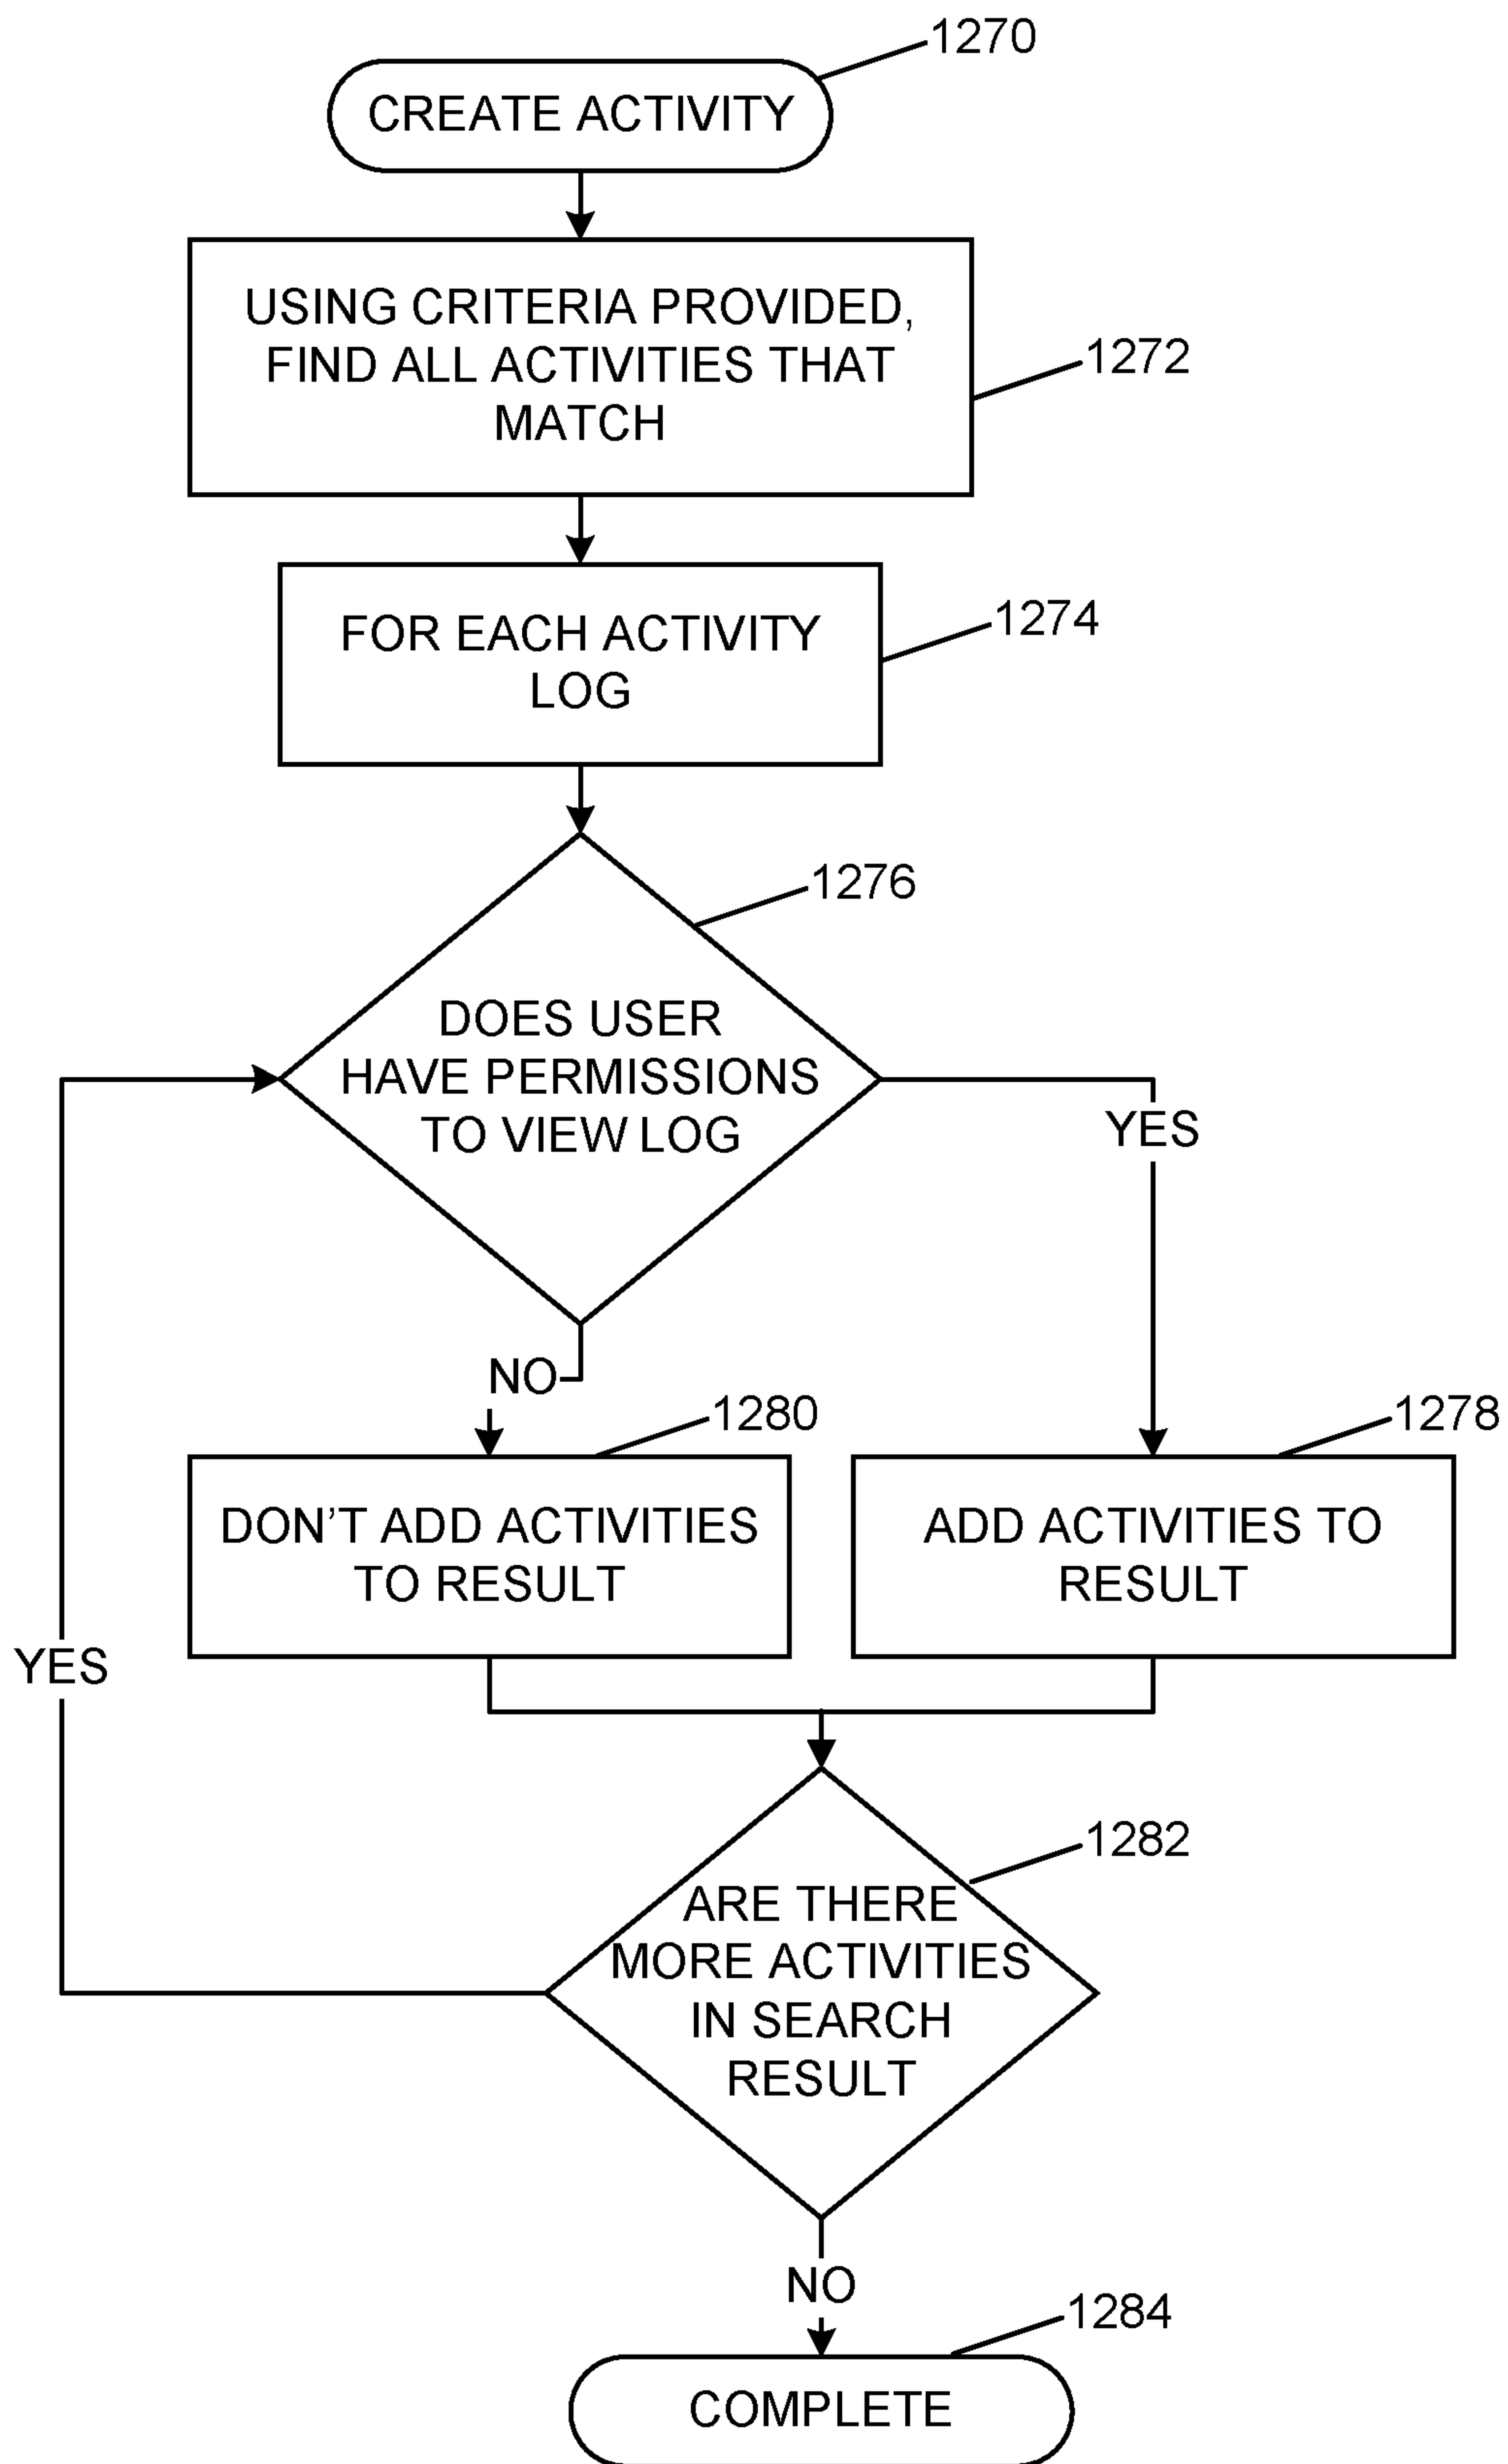 1270
CREATE ACTIVITY
USING CRITERIA PROVIDED,
FIND ALL ACTIVITIES THAT
MATCH
1272
FOR EACH ACTIVITY
LOG
1274
1276
DOES USER
HAVE PERMISSIONS
TO VIEW LOG
YES
NO
1280
1278
DON'T ADD ACTIVITIES
TO RESULT
ADD ACTIVITIES TO
RESULT
YES
1282
ARE THERE
MORE ACTIVITIES
IN SEARCH
RESULT
NO
1284
COMPLETE